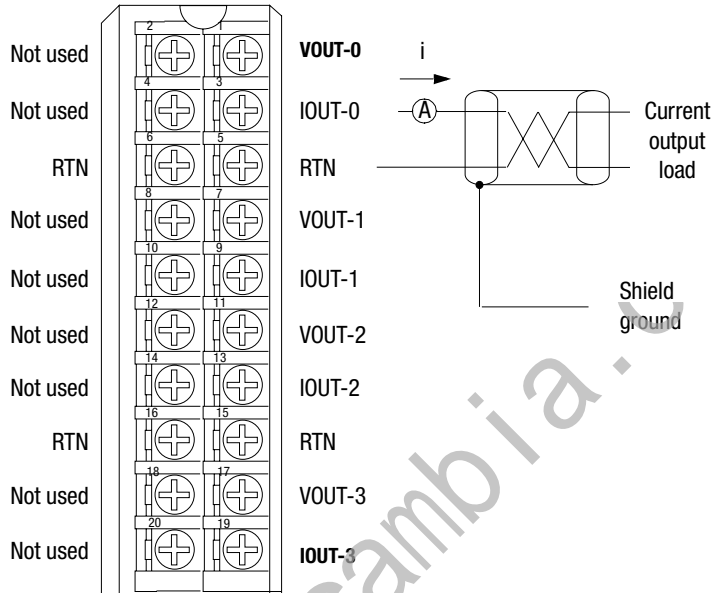 2 1
Not used VOUT-0 i
4 3
Not used IOUT-0 A Current
output
6 5
RTN RTN load
8 7
Not used VOUT-1
10 9
Not used IOUT-1
Shield
ground
12 11
Not used VOUT-2
14 13
Not used IOUT-2
16 15
RTN RTN
18 17
Not used VOUT-3
20 19
Not used IOUT-3
ambia.